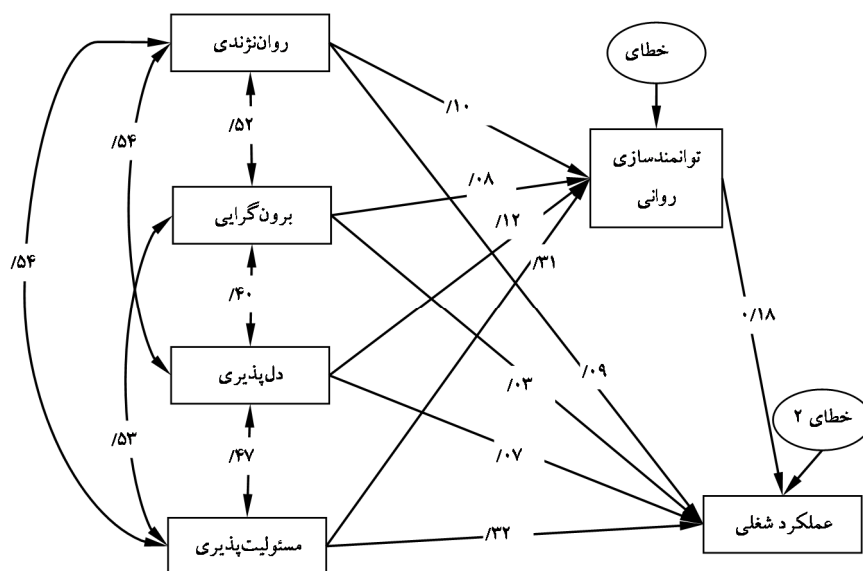 روان‌نژندی
خطای
/۱۰
/۵۲
/۵۴
توانمندسازی
روانی
/۰۸
برون‌گرایی
/۱۲
/۳۱
/۵۴
/۴۰
۰/۱۸
دل‌پذیری
/۰۳
/۰۹
خطای ۲
/۵۳
/۴۷
/۰۷
عملکرد شغلی
/۳۲
مسئولیت‌پذیری